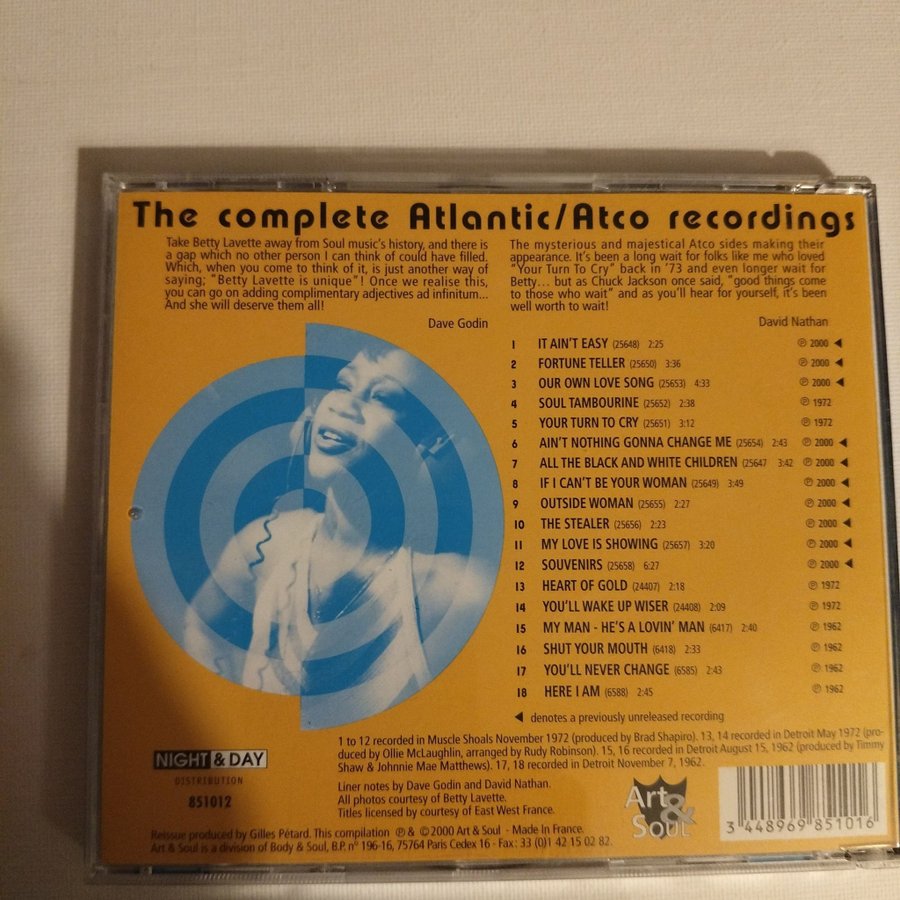 The complete Atlantic/Atco recordings
Take Betty Lavette away from Soul music's history, and there is
a gap which no other person I can think of could have filled.
Which, when you come to think of it, is just another way of
saying; "Betty Lavette is unique"! Once we realise this,
you can go on adding complimentary adjectives ad infinitum...
And she will deserve them all!
Dave Godin
The mysterious and majestical Atco sides making their
appearance. It's been a long wait for folks like me who loved
"Your Turn To Cry" back in '73 and even longer wait for
Betty... but as Chuck Jackson once said, "good things come
to those who wait" and as you'll hear for yourself, it's been
well worth to wait!
David Nathan
1 IT AIN'T EASY (25648) 2:25 ℗ 2000 ◀
2 FORTUNE TELLER (25650) 3:36 ℗ 2000 ◀
3 OUR OWN LOVE SONG (25653) 4:33 ℗ 2000 ◀
4 SOUL TAMBOURINE (25652) 2:38 ℗ 1972
5 YOUR TURN TO CRY (25651) 3:12 ℗ 1972
6 AIN'T NOTHING GONNA CHANGE ME (25654) 2:43 ℗ 2000 ◀
7 ALL THE BLACK AND WHITE CHILDREN (25647 3:42 ℗ 2000 ◀
8 IF I CAN'T BE YOUR WOMAN (25649) 3:49 ℗ 2000 ◀
9 OUTSIDE WOMAN (25655) 2:27 ℗ 2000 ◀
10 THE STEALER (25656) 2:23 ℗ 2000 ◀
11 MY LOVE IS SHOWING (25657) 3:20 ℗ 2000 ◀
12 SOUVENIRS (25658) 6:27 ℗ 2000 ◀
13 HEART OF GOLD (24407) 2:18 ℗ 1972
14 YOU'LL WAKE UP WISER (24408) 2:09 ℗ 1972
15 MY MAN - HE'S A LOVIN' MAN (6417) 2:40 ℗ 1962
16 SHUT YOUR MOUTH (6418) 2:33 ℗ 1962
17 YOU'LL NEVER CHANGE (6585) 2:43 ℗ 1962
18 HERE I AM (6588) 2:45 ℗ 1962
◀ denotes a previously unreleased recording
1 to 12 recorded in Muscle Shoals November 1972 (produced by Brad Shapiro). 13, 14 recorded in Detroit May 1972 (pro-
duced by Ollie McLaughlin, arranged by Rudy Robinson). 15, 16 recorded in Detroit August 15, 1962 (produced by Timmy
Shaw & Johnnie Mae Matthews). 17, 18 recorded in Detroit November 7, 1962.
NIGHT & DAY
DISTRIBUTION
851012
Liner notes by Dave Godin and David Nathan.
All photos courtesy of Betty Lavette.
Titles licensed by courtesy of East West France.
Reissue produced by Gilles Pétard. This compilation ℗ & © 2000 Art & Soul - Made In France.
Art & Soul is a division of Body & Soul, B.P. n° 196-16, 75764 Paris Cedex 16 - Fax : 33 (0)1 42 15 02 82.
Art
&
SOUL
3 448969 851016